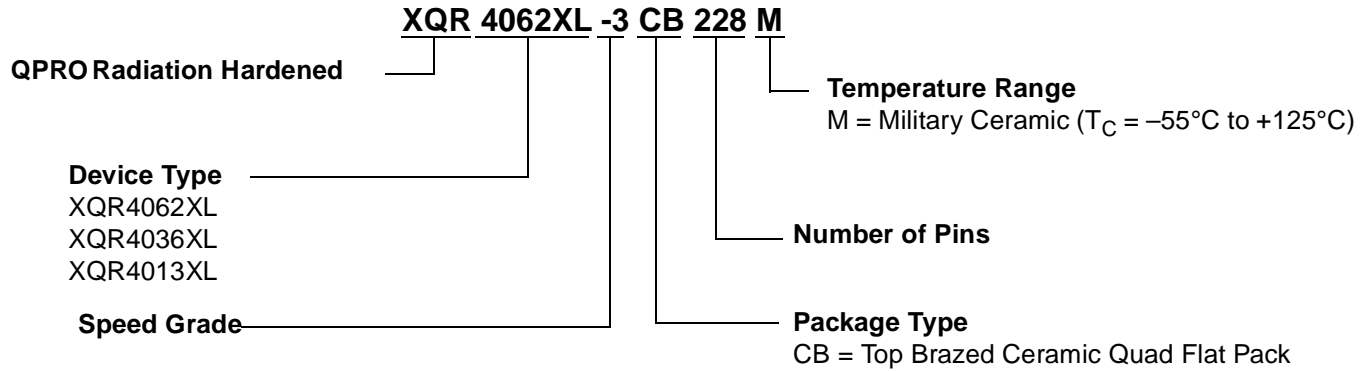 XQR 4062XL -3 CB 228 M
QPRO Radiation Hardened
Temperature Range
M = Military Ceramic (TC = –55°C to +125°C)
Device Type
XQR4062XL
XQR4036XL
XQR4013XL
Number of Pins
Speed Grade
Package Type
CB = Top Brazed Ceramic Quad Flat Pack